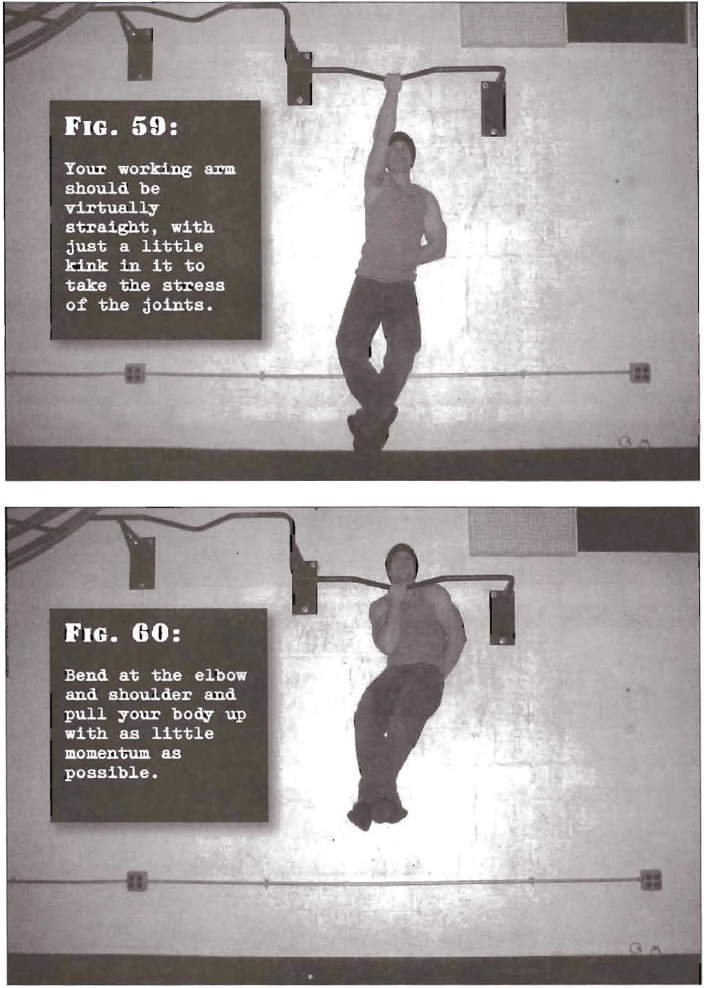 FIG. 59:
Your working arm
should be
virtually
straight, with
just a little
kink in it to
take the stress
of the joints.
FIG. 60:
Bend at the elbow
and shoulder and
pull your body up
with as little
momentum as
possible.